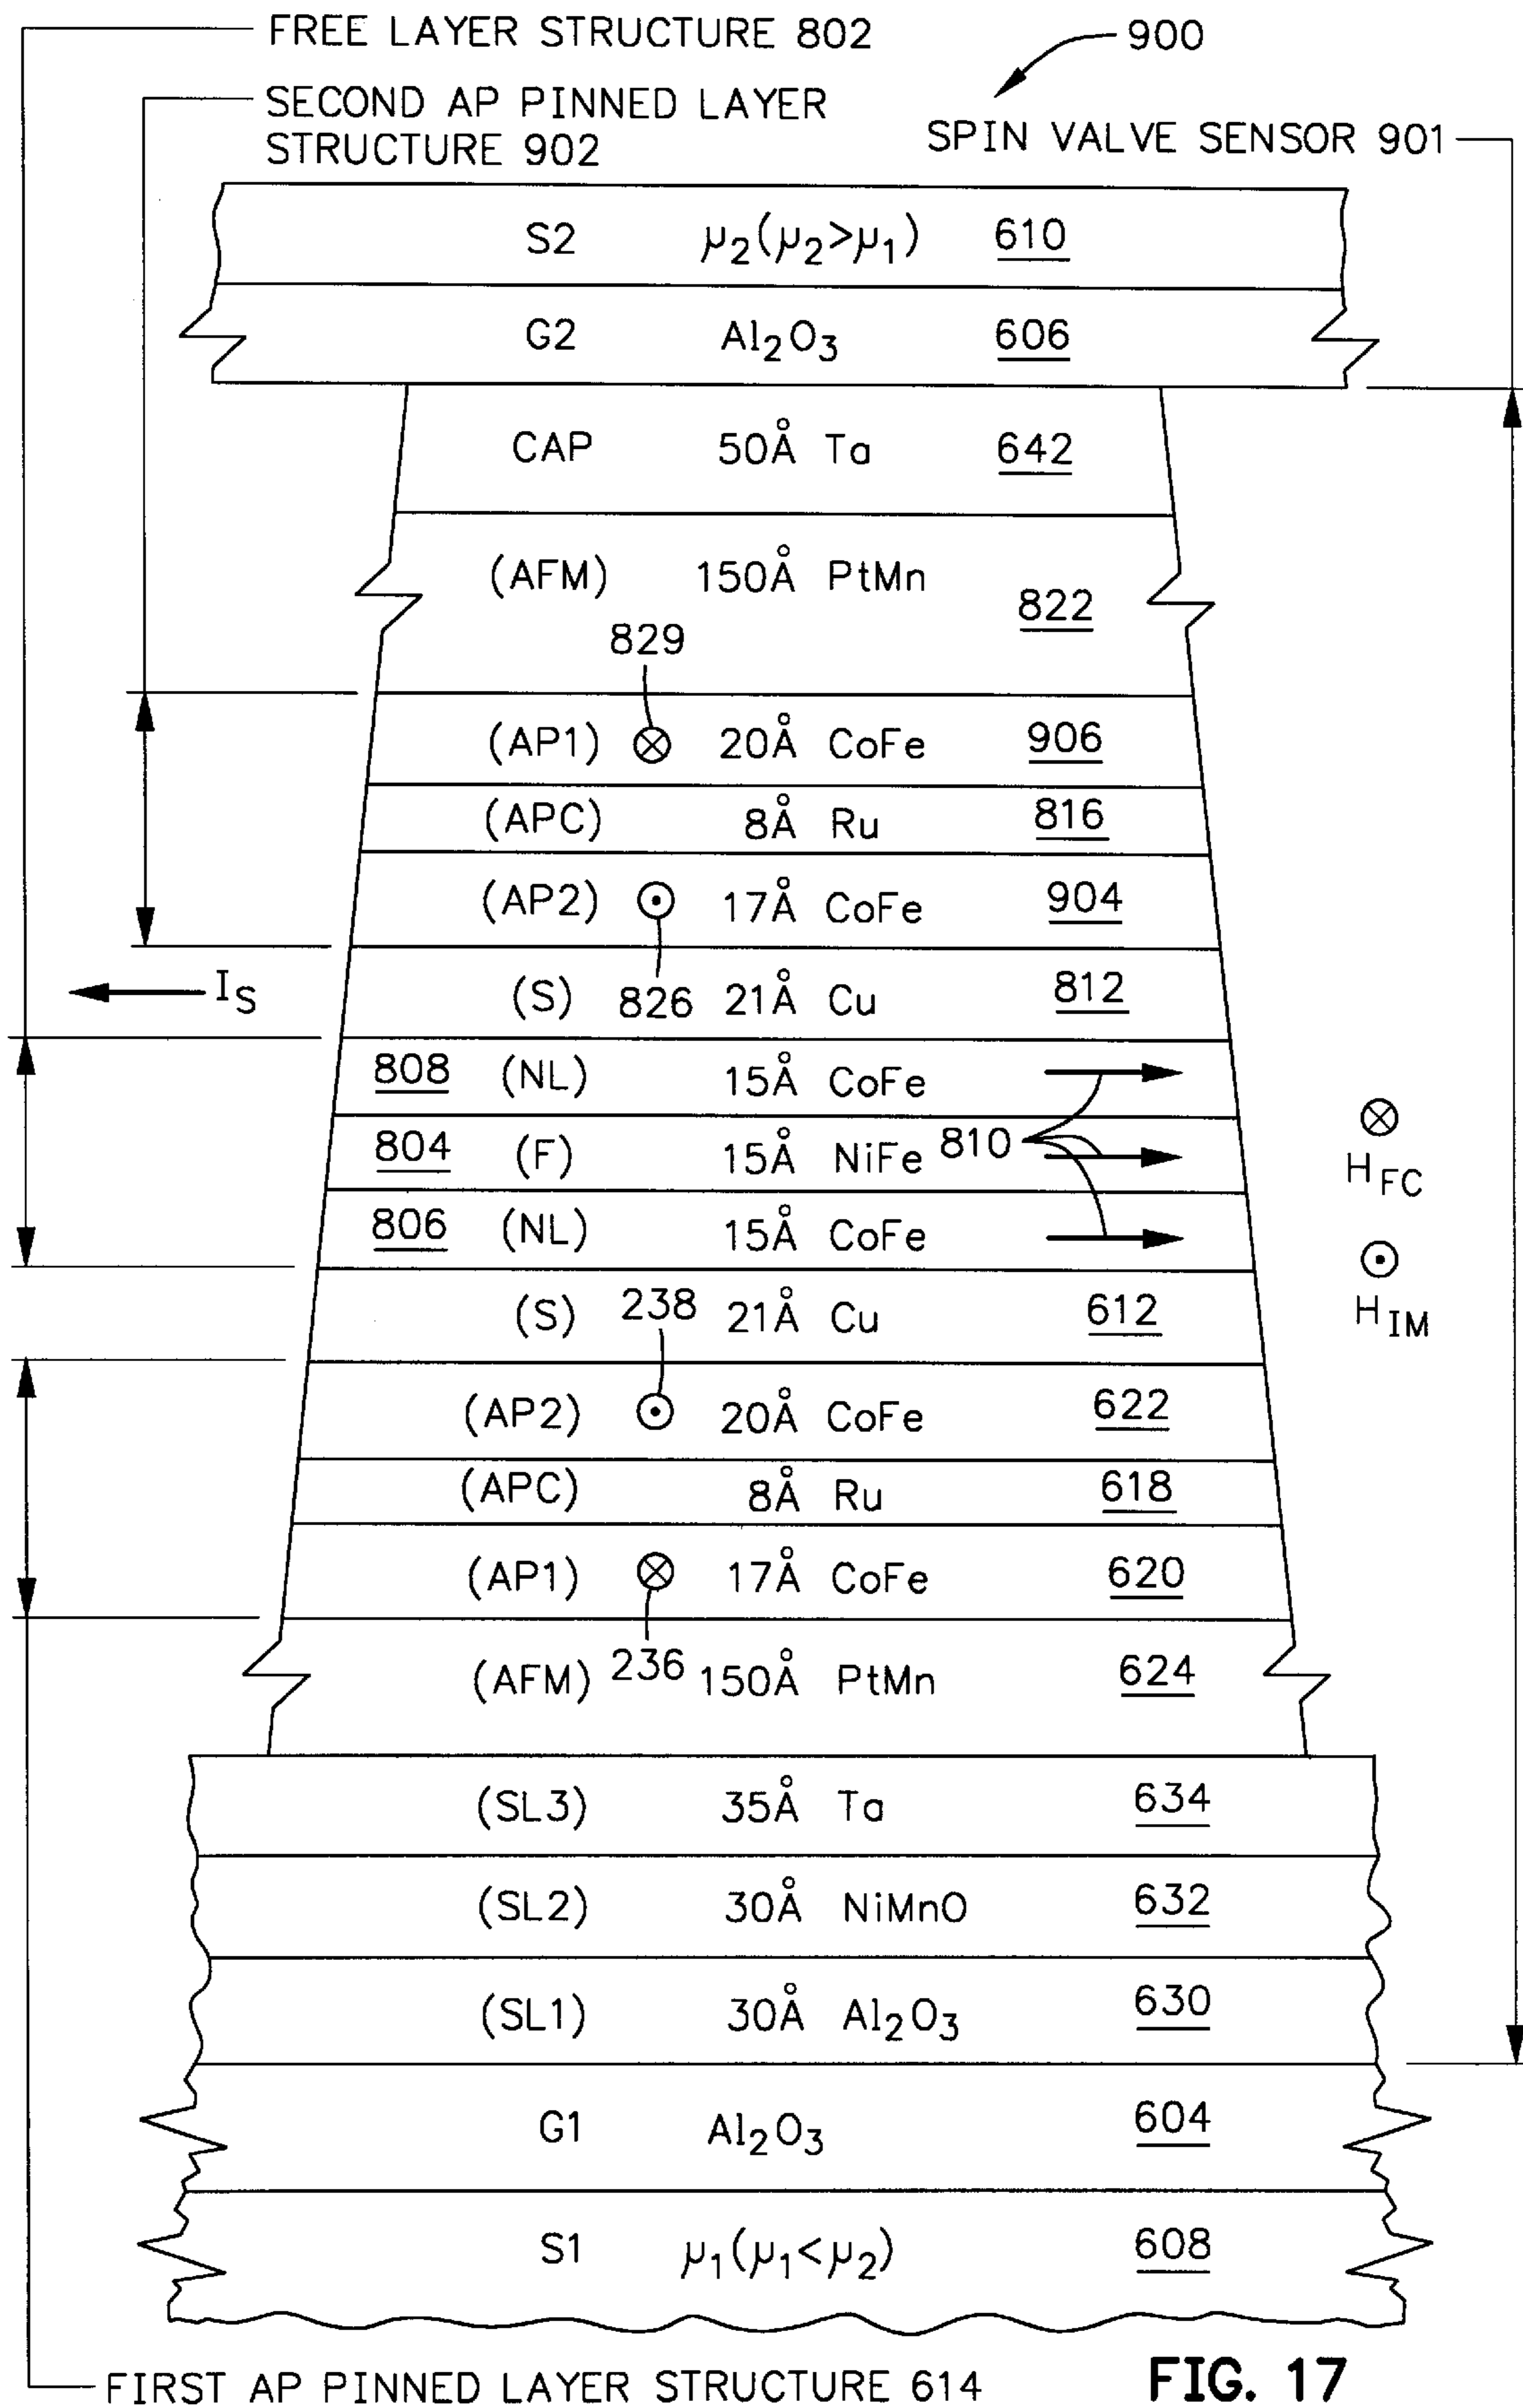 FREE LAYER STRUCTURE 802
900
SECOND AP PINNED LAYER
STRUCTURE 902
SPIN VALVE SENSOR 901
S2 μ₂(μ₂>μ₁) 610
G2 Al₂O₃ 606
CAP 50Å Ta 642
(AFM) 150Å PtMn 822
829
(AP1) ⊗ 20Å CoFe 906
(APC) 8Å Ru 816
(AP2) ⊙ 17Å CoFe 904
I_S
(S) 826 21Å Cu 812
808 (NL) 15Å CoFe
804 (F) 15Å NiFe 810
806 (NL) 15Å CoFe
⊗
H_FC
⊙
H_IM
(S) 238 21Å Cu 612
(AP2) ⊙ 20Å CoFe 622
(APC) 8Å Ru 618
(AP1) ⊗ 17Å CoFe 620
(AFM) 236 150Å PtMn 624
(SL3) 35Å Ta 634
(SL2) 30Å NiMnO 632
(SL1) 30Å Al₂O₃ 630
G1 Al₂O₃ 604
S1 μ₁(μ₁<μ₂) 608
FIRST AP PINNED LAYER STRUCTURE 614
FIG. 17